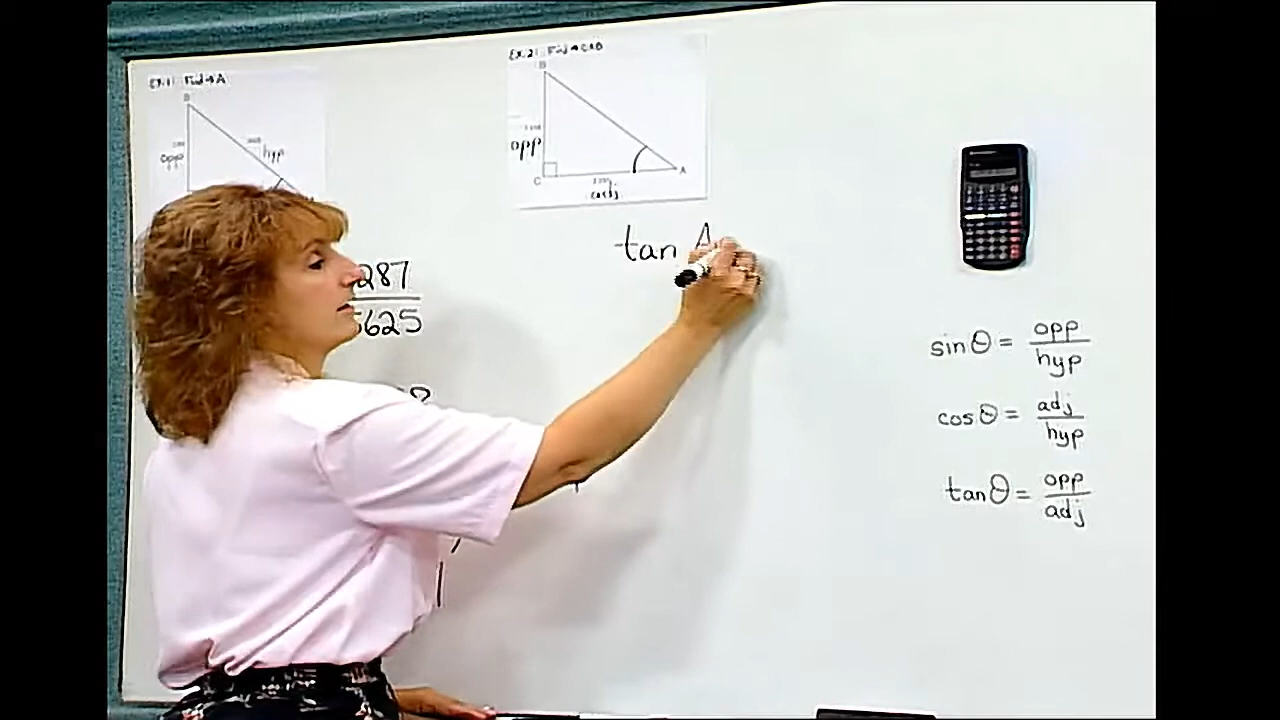 Ex.1: Find ∢A
B
opp
hyp
287
5625
8
Ex.2: Find ∢CAB
B
opp
C
A
adj
tan A
sinθ = opp/hyp
cosθ = adj/hyp
tanθ = opp/adj